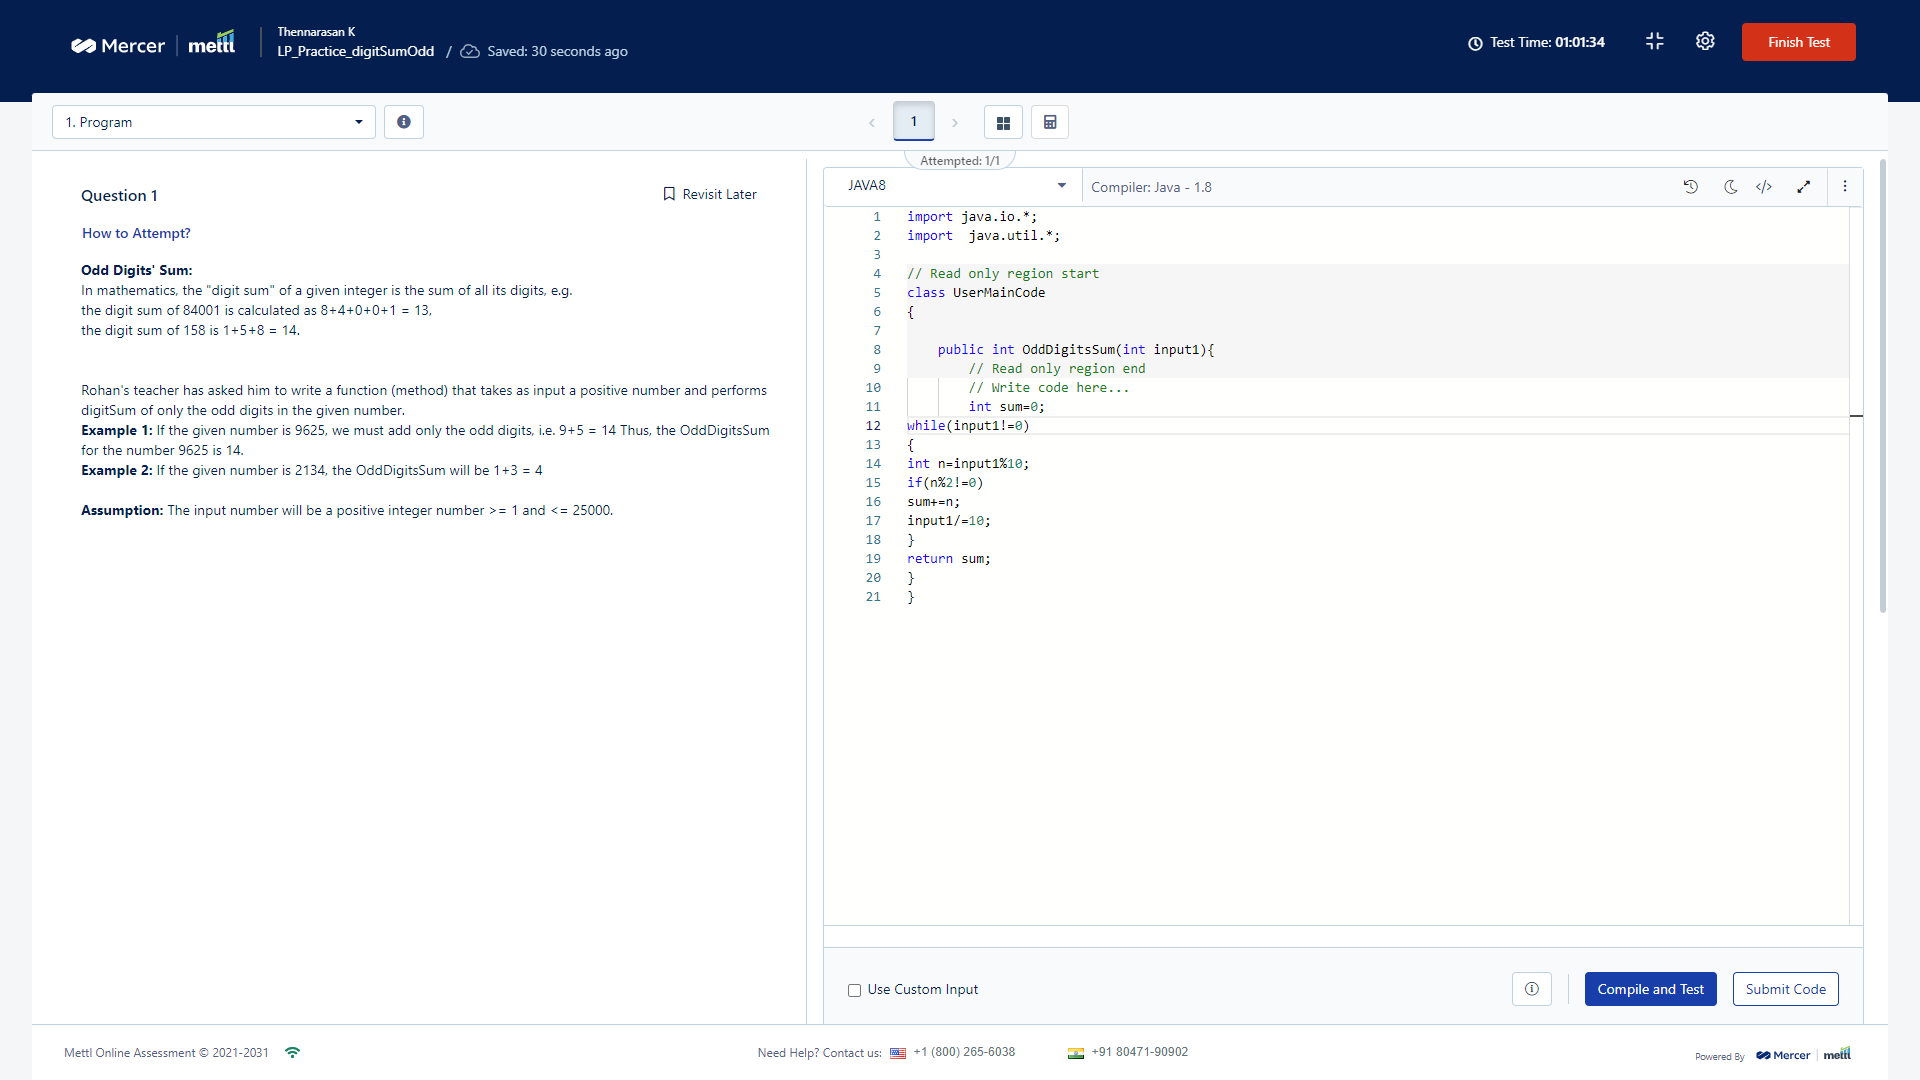 Mercer | mettl
Thennarasan K
LP_Practice_digitSumOdd / Saved: 30 seconds ago
Test Time: 01:01:34
Finish Test
1. Program
1
Attempted: 1/1
Question 1
Revisit Later
How to Attempt?
Odd Digits' Sum:
In mathematics, the "digit sum" of a given integer is the sum of all its digits, e.g.
the digit sum of 84001 is calculated as 8+4+0+0+1 = 13,
the digit sum of 158 is 1+5+8 = 14.
Rohan's teacher has asked him to write a function (method) that takes as input a positive number and performs
digitSum of only the odd digits in the given number.
Example 1: If the given number is 9625, we must add only the odd digits, i.e. 9+5 = 14 Thus, the OddDigitsSum
for the number 9625 is 14.
Example 2: If the given number is 2134, the OddDigitsSum will be 1+3 = 4
Assumption: The input number will be a positive integer number >= 1 and <= 25000.
JAVA8
Compiler: Java - 1.8
1 import java.io.*;
2 import  java.util.*;
3
4 // Read only region start
5 class UserMainCode
6 {
7
8     public int OddDigitsSum(int input1){
9         // Read only region end
10         // Write code here...
11         int sum=0;
12 while(input1!=0)
13 {
14 int n=input1%10;
15 if(n%2!=0)
16 sum+=n;
17 input1/=10;
18 }
19 return sum;
20 }
21 }
Use Custom Input
Compile and Test
Submit Code
Mettl Online Assessment © 2021-2031
Need Help? Contact us: +1 (800) 265-6038
+91 80471-90902
Powered By Mercer | mettl